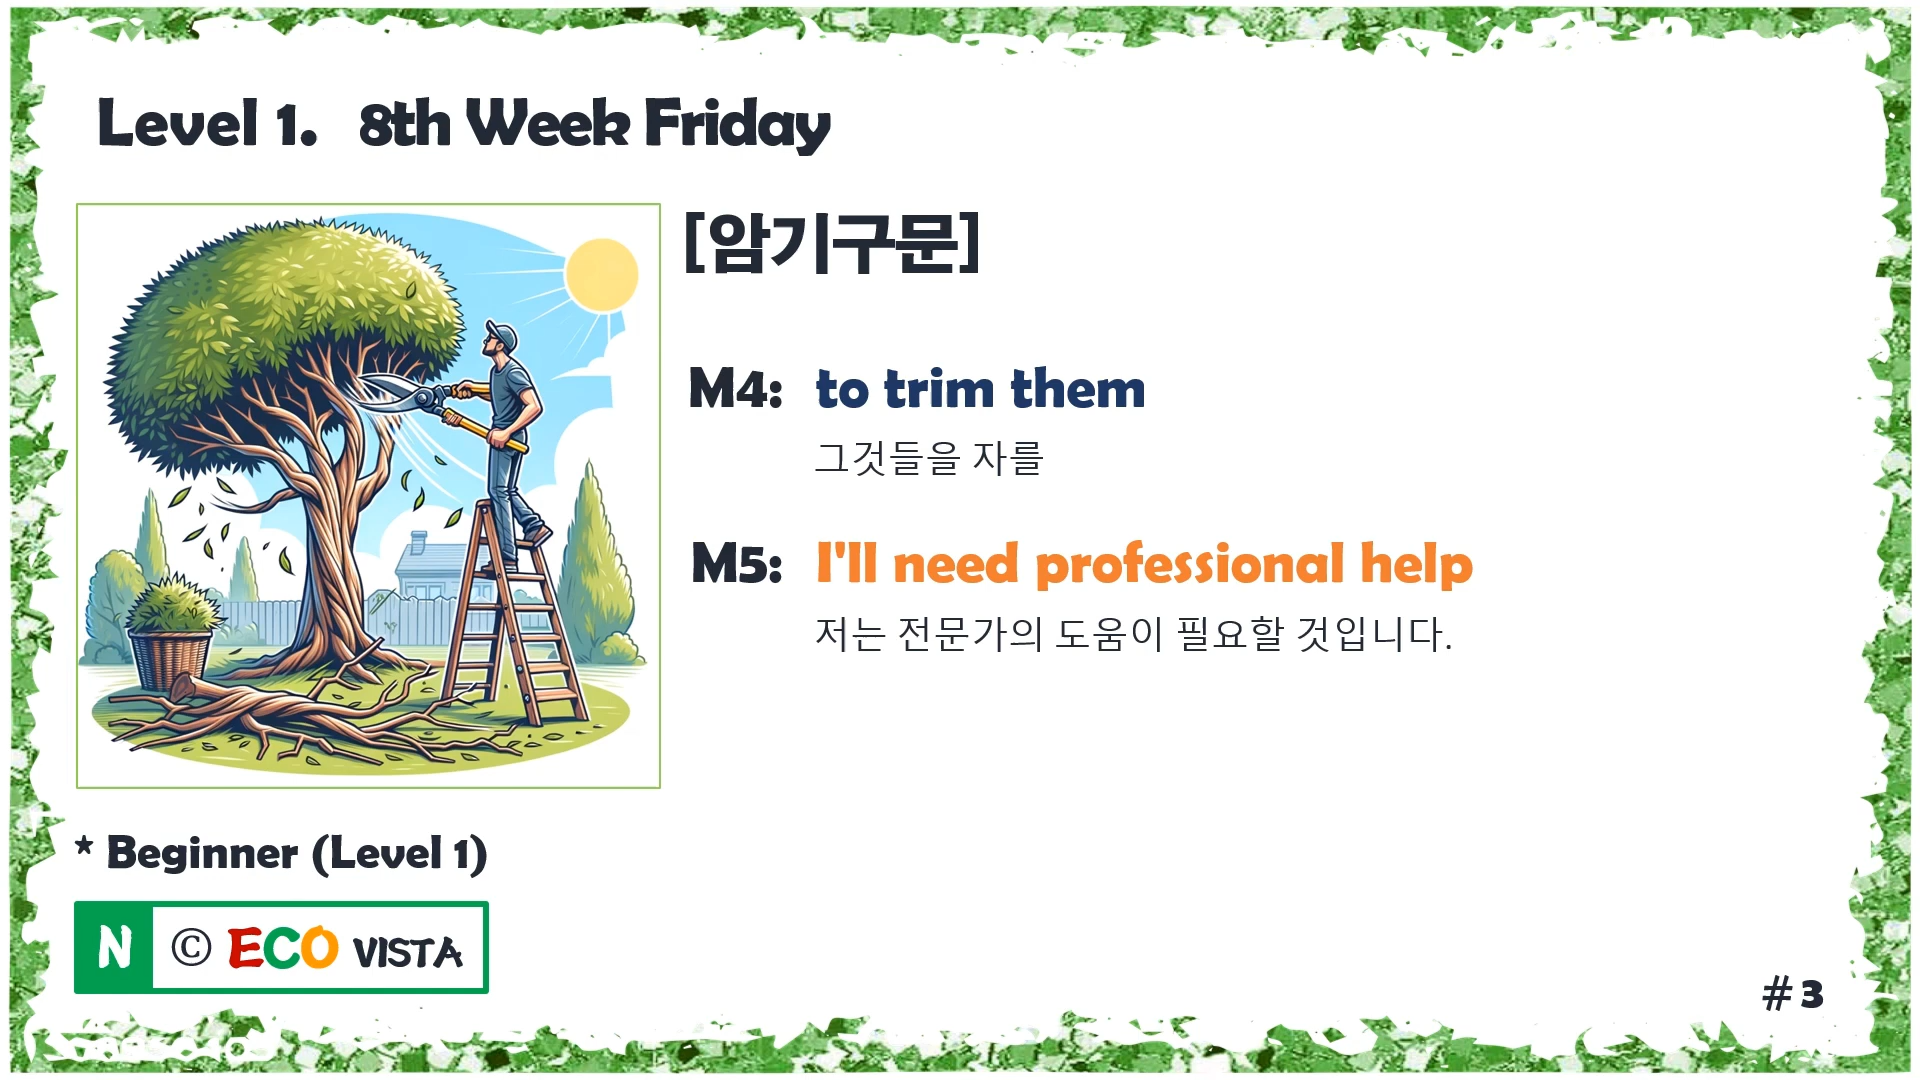 Level 1. 8th Week Friday
[암기구문]
M4: to trim them
그것들을 자를
M5: I'll need professional help
저는 전문가의 도움이 필요할 것입니다.
* Beginner (Level 1)
N © ECO VISTA
#3